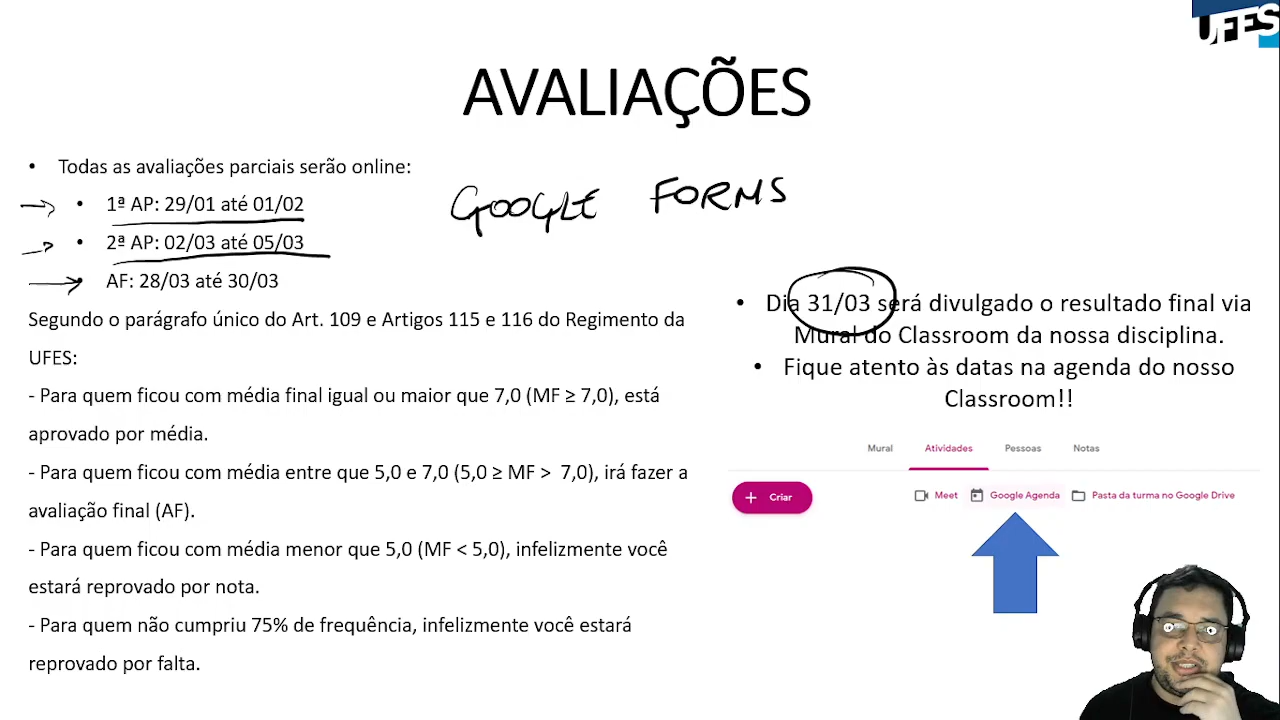 UFES
AVALIAÇÕES
• Todas as avaliações parciais serão online:
• 1ª AP: 29/01 até 01/02
• 2ª AP: 02/03 até 05/03
• AF: 28/03 até 30/03
GOOGLE FORMS
Segundo o parágrafo único do Art. 109 e Artigos 115 e 116 do Regimento da
UFES:
- Para quem ficou com média final igual ou maior que 7,0 (MF ≥ 7,0), está
aprovado por média.
- Para quem ficou com média entre que 5,0 e 7,0 (5,0 ≥ MF > 7,0), irá fazer a
avaliação final (AF).
- Para quem ficou com média menor que 5,0 (MF < 5,0), infelizmente você
estará reprovado por nota.
- Para quem não cumpriu 75% de frequência, infelizmente você estará
reprovado por falta.
• Dia 31/03 será divulgado o resultado final via
Mural do Classroom da nossa disciplina.
• Fique atento às datas na agenda do nosso
Classroom!!
Mural Atividades Pessoas Notas
+ Criar Meet Google Agenda Pasta da turma no Google Drive